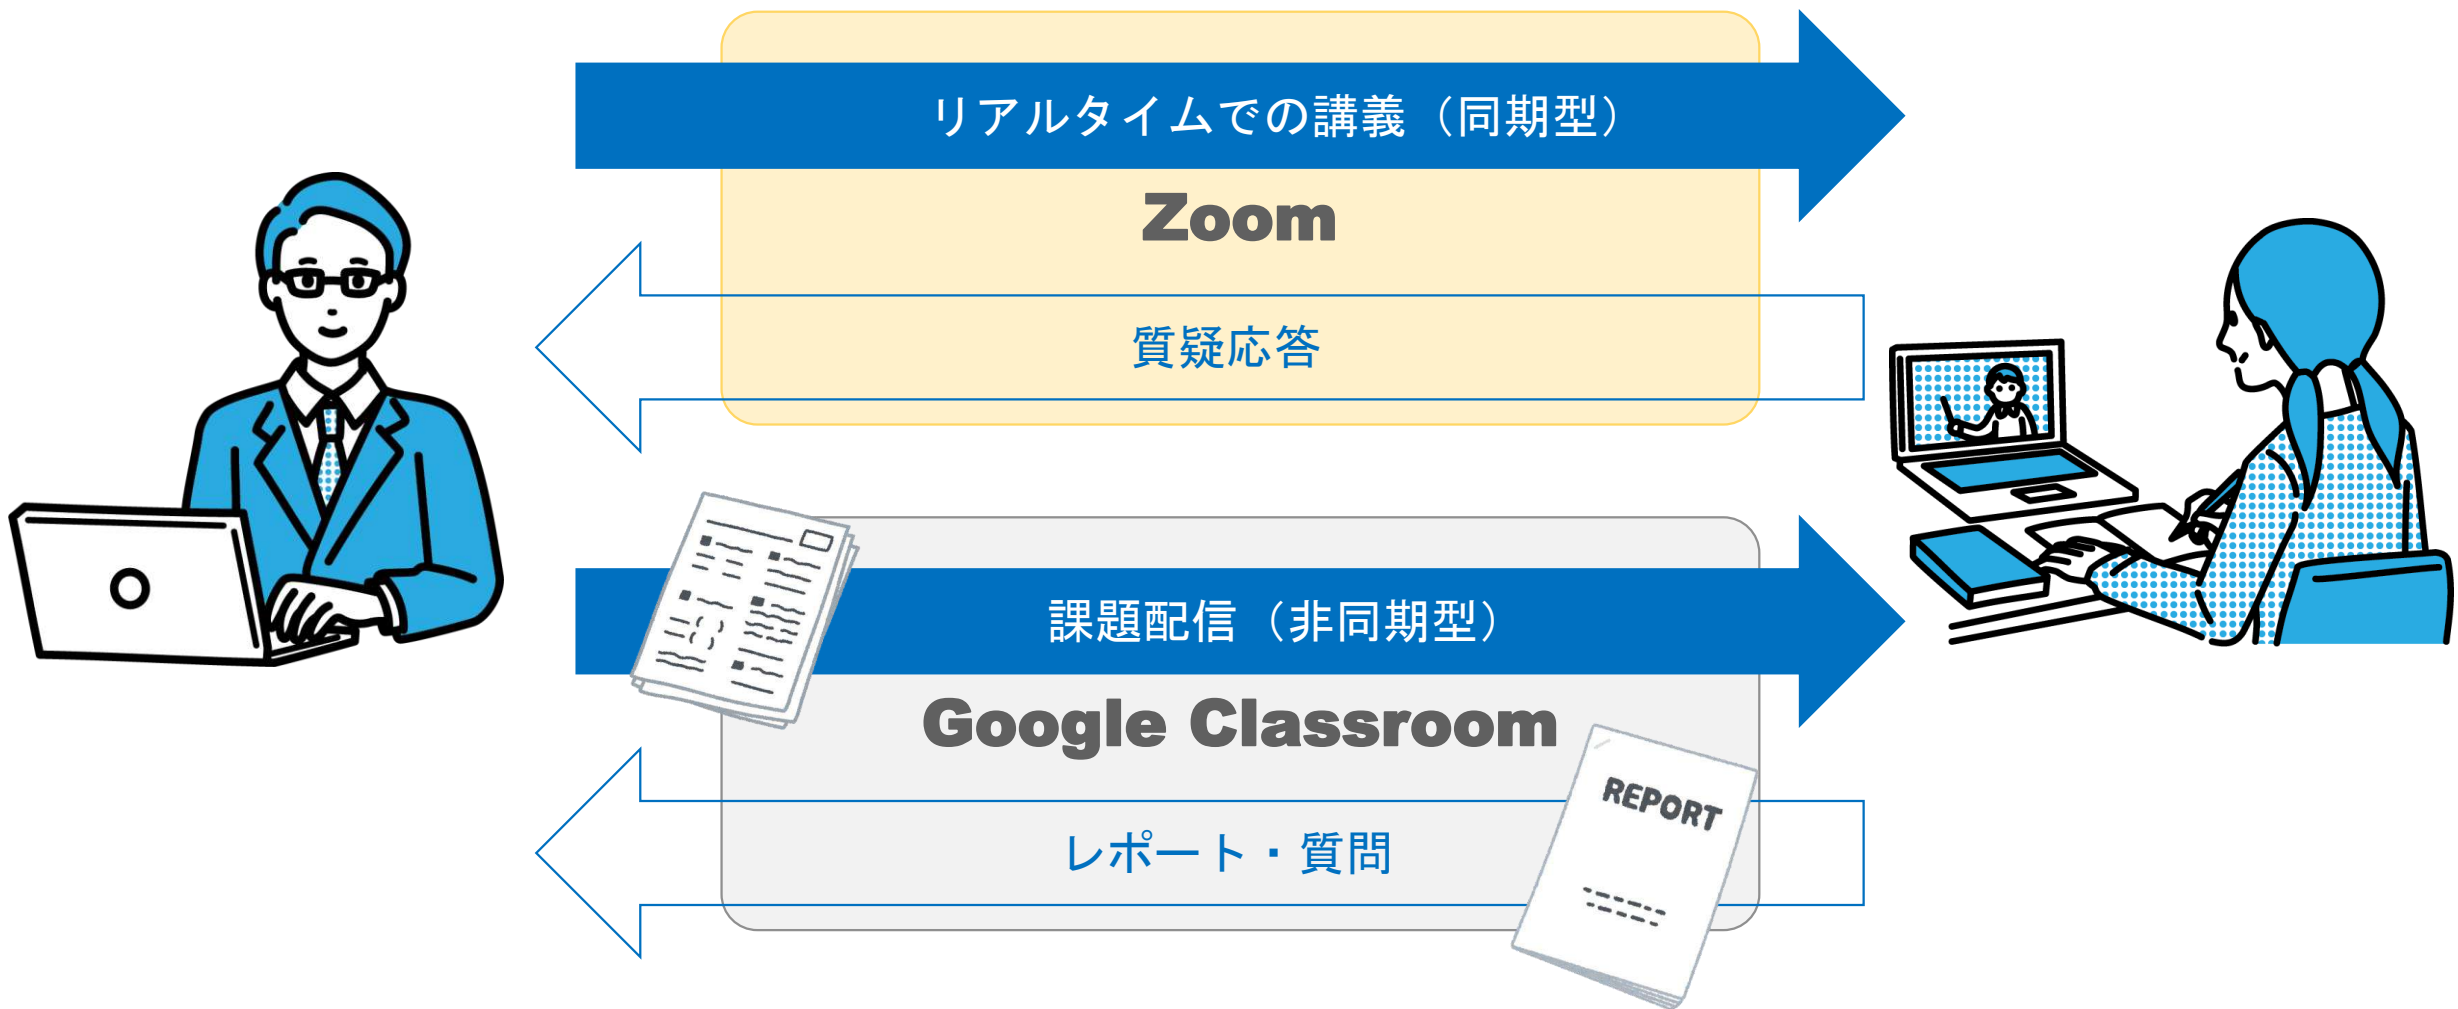 リアルタイムでの講義（同期型）
Zoom
質疑応答
課題配信（非同期型）
Google Classroom
REPORT
レポート・質問